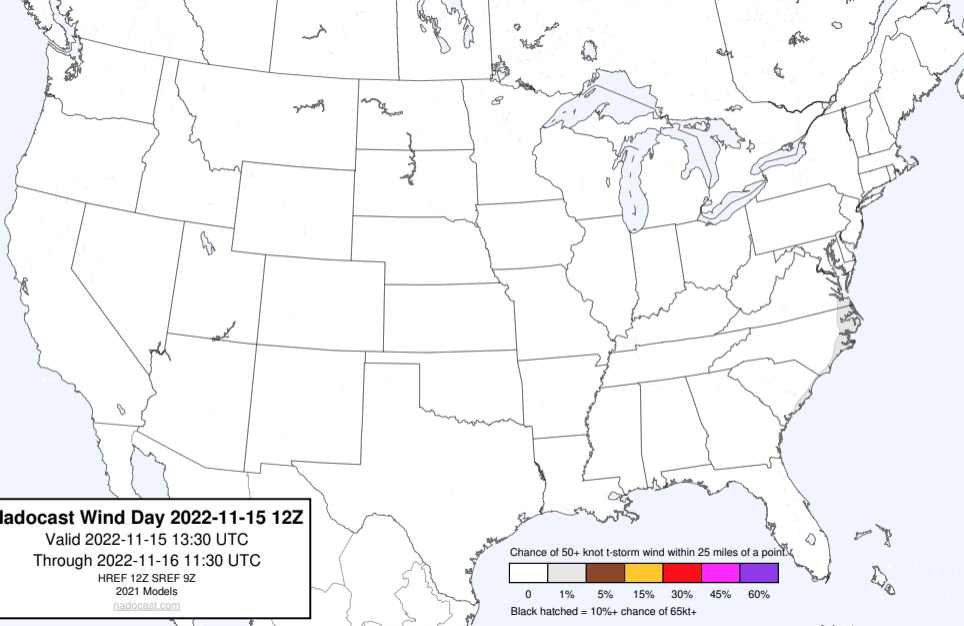 Nadocast Wind Day 2022-11-15 12Z
Valid 2022-11-15 13:30 UTC
Through 2022-11-16 11:30 UTC
HREF 12Z SREF 9Z
2021 Models
nadocast.com
Chance of 50+ knot t-storm wind within 25 miles of a point.
0 1% 5% 15% 30% 45% 60%
Black hatched = 10%+ chance of 65kt+